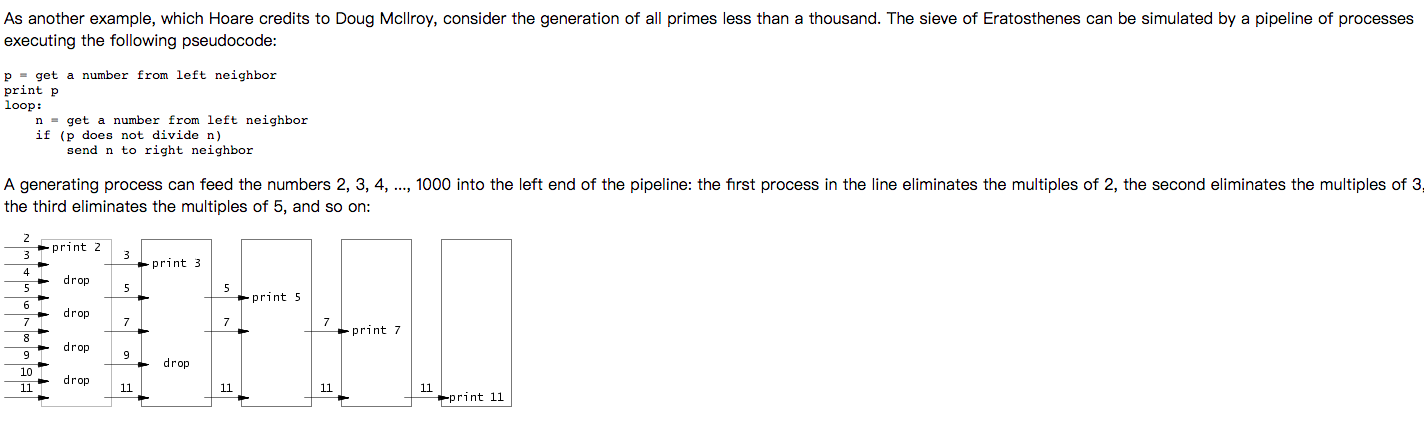 As another example, which Hoare credits to Doug McIlroy, consider the generation of all primes less than a thousand. The sieve of Eratosthenes can be simulated by a pipeline of processes
executing the following pseudocode:
p = get a number from left neighbor
print p
loop:
    n = get a number from left neighbor
    if (p does not divide n)
        send n to right neighbor
A generating process can feed the numbers 2, 3, 4, ..., 1000 into the left end of the pipeline: the first process in the line eliminates the multiples of 2, the second eliminates the multiples of 3,
the third eliminates the multiples of 5, and so on:
2
print 2
3
3
print 3
4
drop
5
5
5
print 5
6
drop
7
7
7
7
print 7
8
drop
9
9
drop
10
drop
11
11
11
11
11
print 11